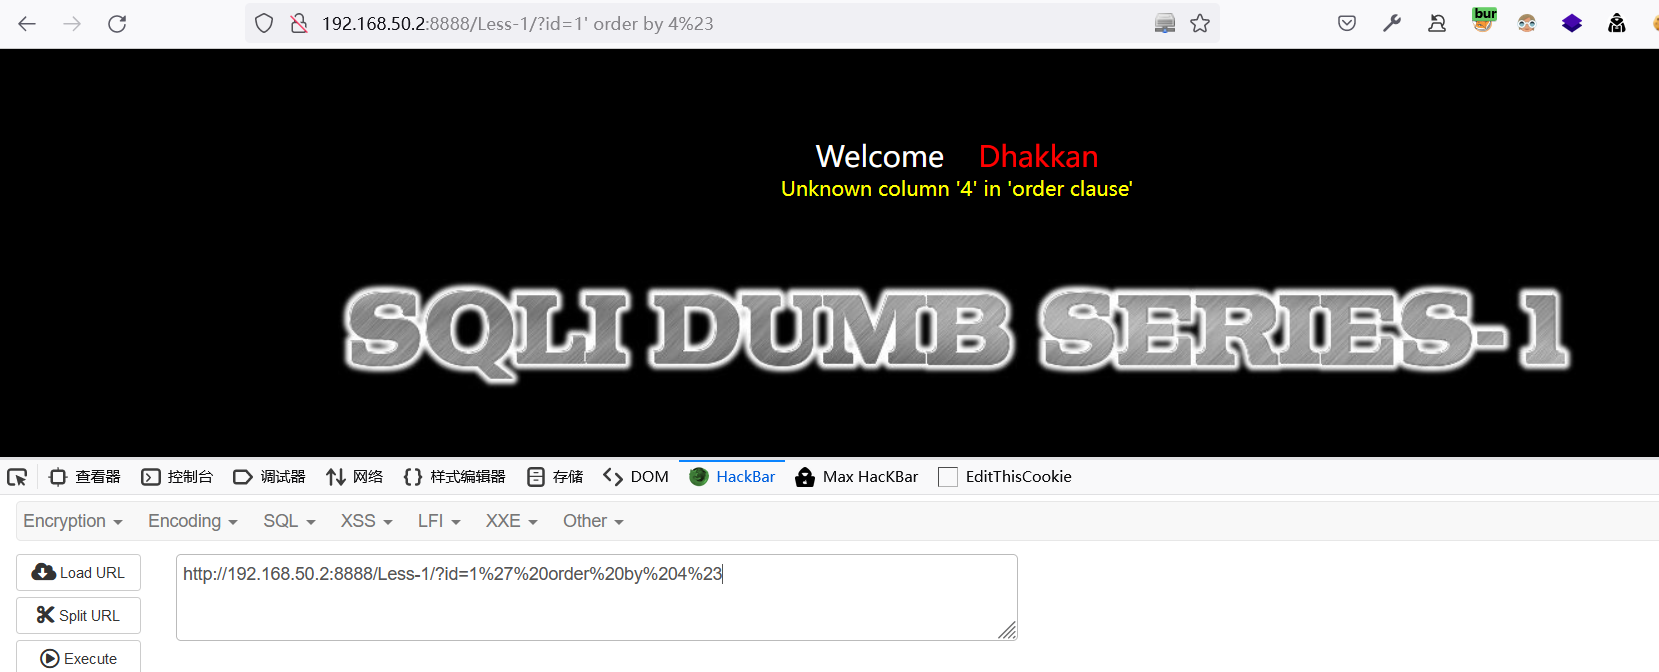 192.168.50.2:8888/Less-1/?id=1' order by 4%23
bur
Welcome Dhakkan
Unknown column '4' in 'order clause'
SQLI DUMB SERIES-1
查看器 控制台 调试器 网络 样式编辑器 存储 DOM HackBar Max HacKBar EditThisCookie
Encryption Encoding SQL XSS LFI XXE Other
Load URL http://192.168.50.2:8888/Less-1/?id=1%27%20order%20by%204%23
Split URL
Execute